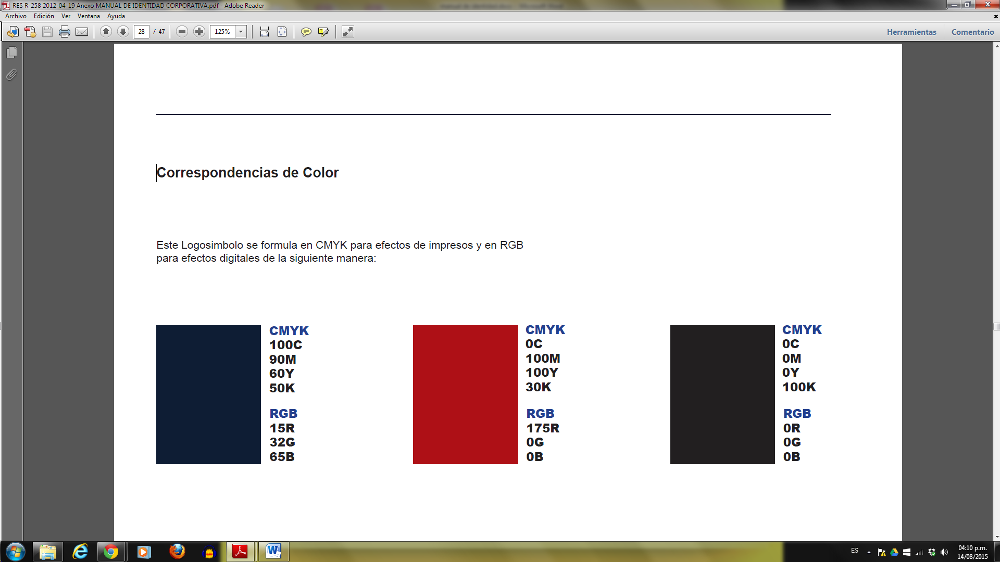 RES R-258 2012-04-19 Anexo MANUAL DE IDENTIDAD CORPORATIVA.pdf - Adobe Reader
Archivo Edición Ver Ventana Ayuda
28 / 47 125% Herramientas Comentario
Correspondencias de Color
Este Logosimbolo se formula en CMYK para efectos de impresos y en RGB
para efectos digitales de la siguiente manera:
CMYK
100C
90M
60Y
50K
RGB
15R
32G
65B
CMYK
0C
100M
100Y
30K
RGB
175R
0G
0B
CMYK
0C
0M
0Y
100K
RGB
0R
0G
0B
ES
04:10 p.m.
14/08/2015